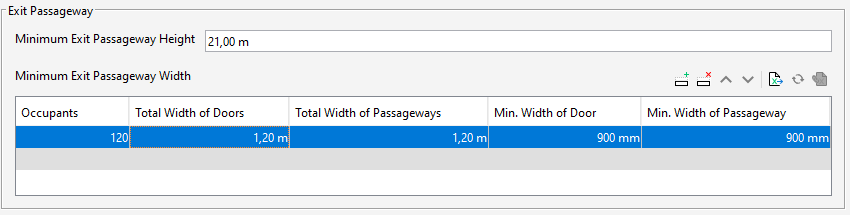 Exit Passageway
Minimum Exit Passageway Height 21,00 m
Minimum Exit Passageway Width
Occupants Total Width of Doors Total Width of Passageways Min. Width of Door Min. Width of Passageway
120 1,20 m 1,20 m 900 mm 900 mm